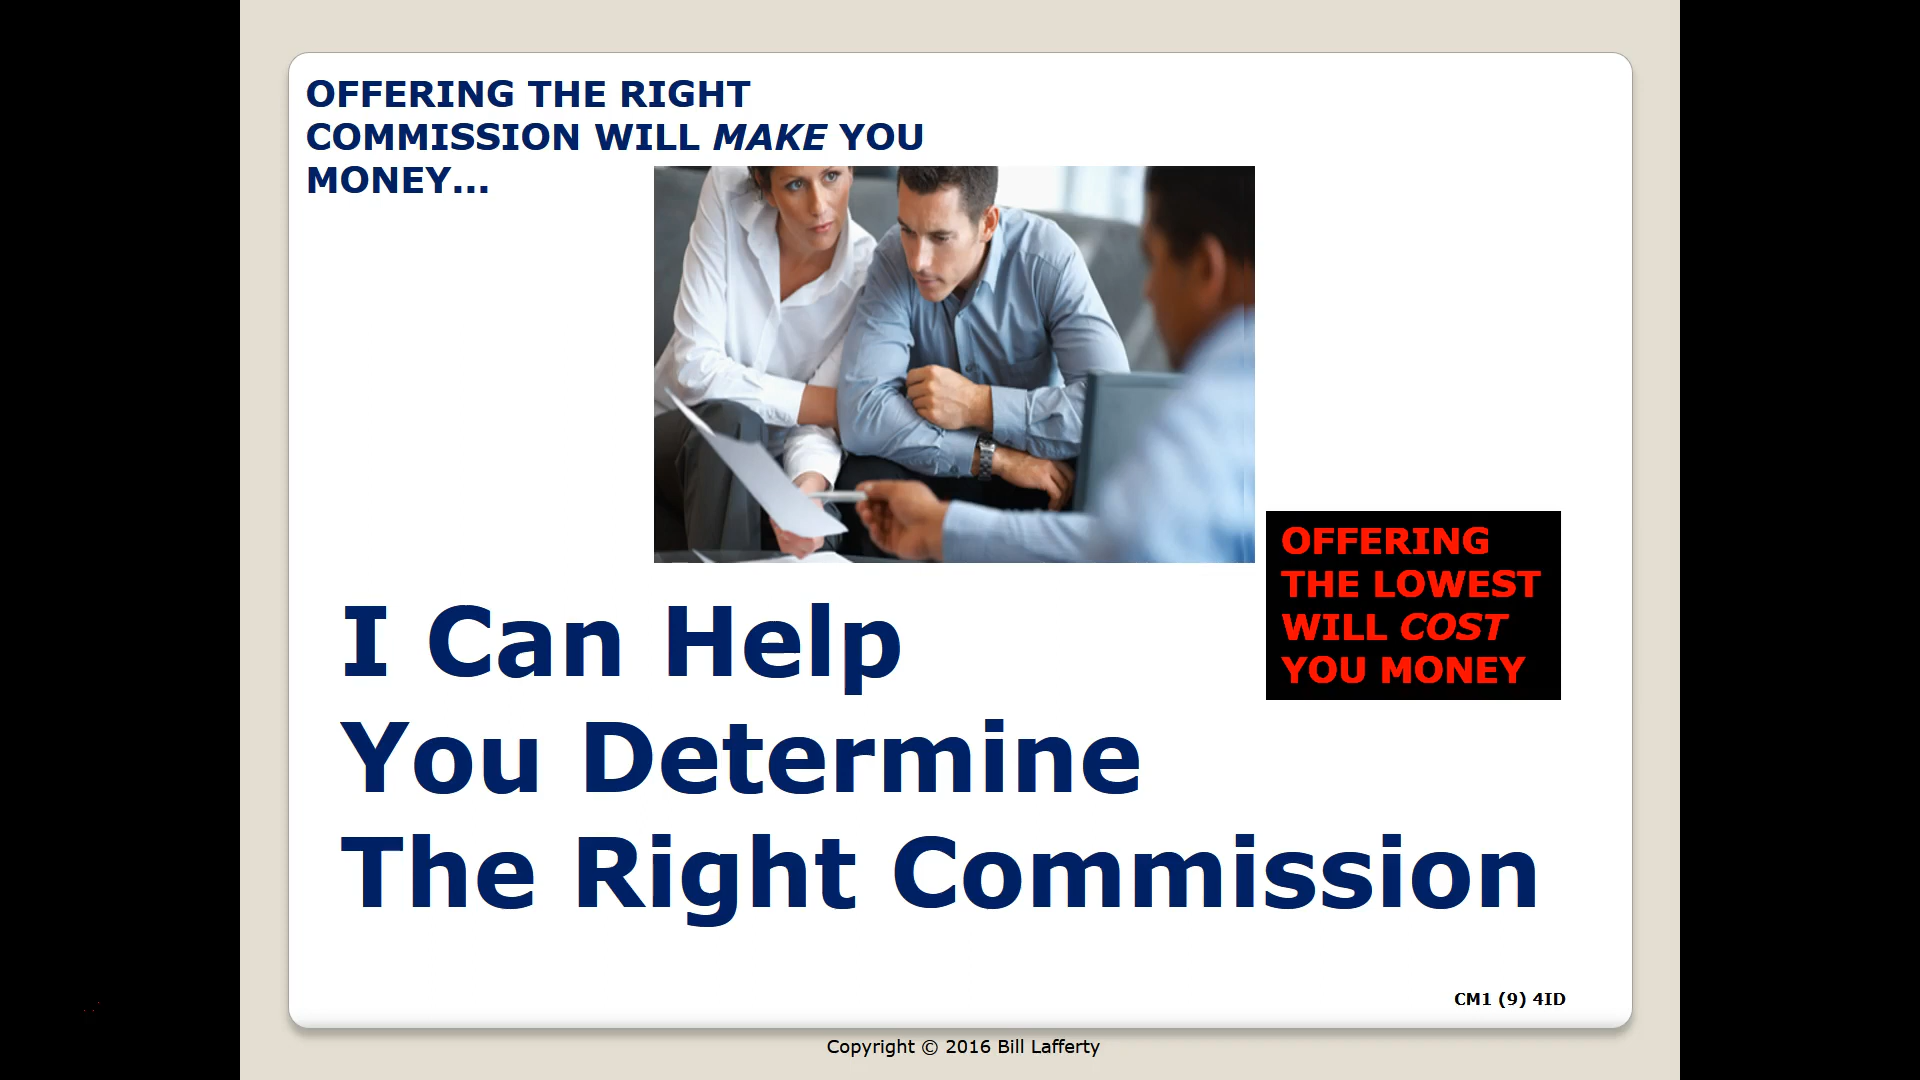 OFFERING THE RIGHT
COMMISSION WILL MAKE YOU
MONEY...
OFFERING
THE LOWEST
WILL COST
YOU MONEY
I Can Help
You Determine
The Right Commission
CM1 (9) 4ID
Copyright © 2016 Bill Lafferty